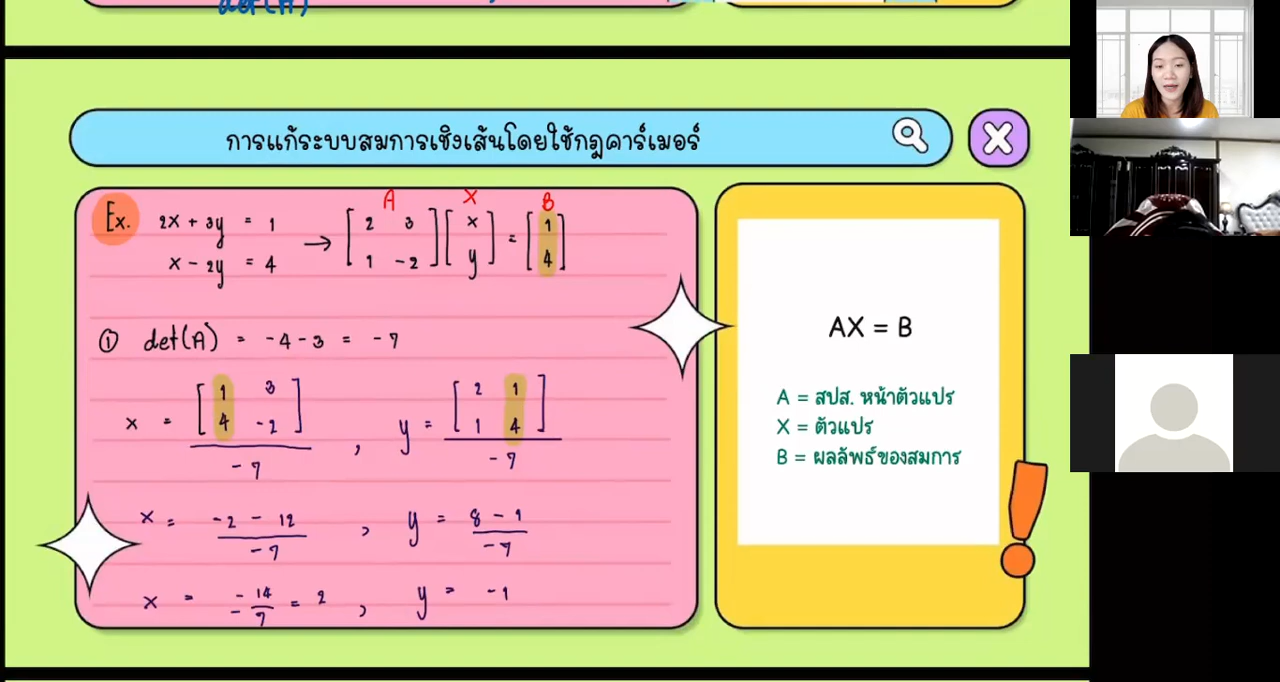 det(A)
การแก้ระบบสมการเชิงเส้นโดยใช้กฎคาร์เมอร์
Ex. 2x + 3y = 1 → [ 2 3 ] [ x ] = [ 1 ]
x - 2y = 4 [ 1 -2 ] [ y ] [ 4 ]
A X B
① det(A) = -4 - 3 = -7
x = [ 1 3 ] , y = [ 2 1 ]
[ 4 -2 ] [ 1 4 ]
-7 -7
x = -2 - 12 , y = 8 - 1
-7 -7
x = -14 = 2 , y = -1
-7
AX = B
A = สปส. หน้าตัวแปร
X = ตัวแปร
B = ผลลัพธ์ของสมการ